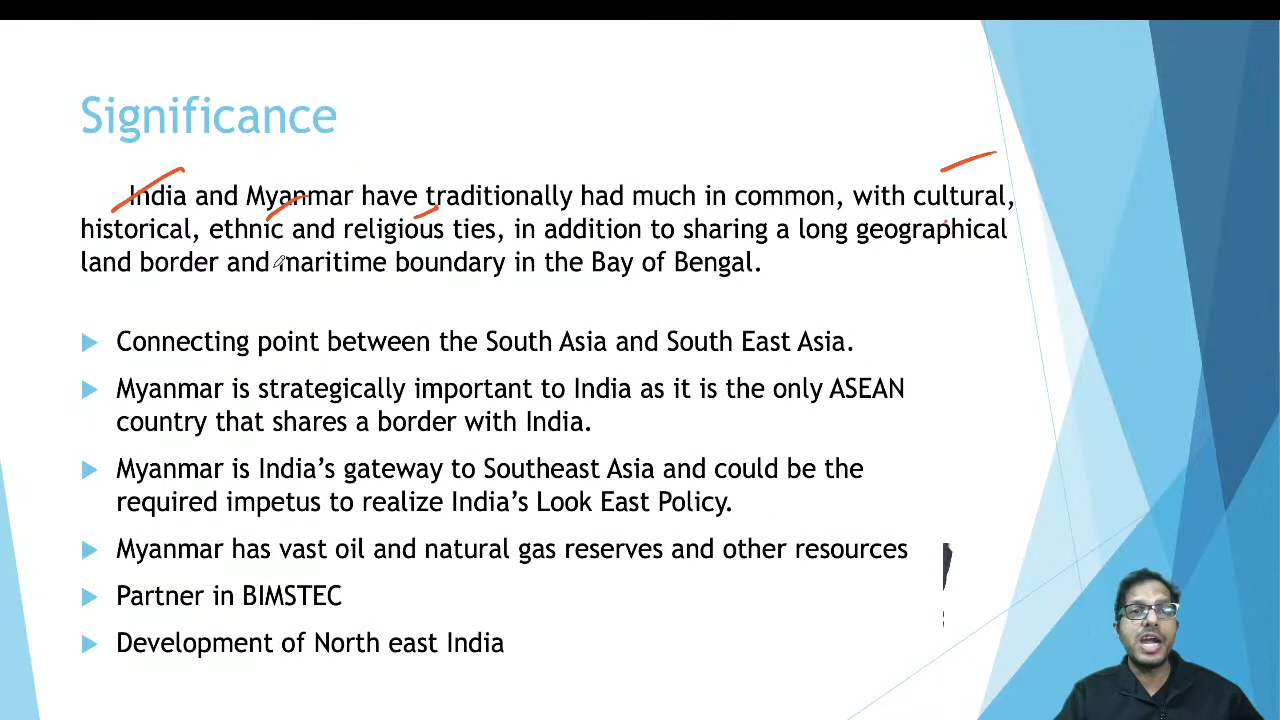 Significance
India and Myanmar have traditionally had much in common, with cultural,
historical, ethnic and religious ties, in addition to sharing a long geographical
land border and maritime boundary in the Bay of Bengal.
Connecting point between the South Asia and South East Asia.
Myanmar is strategically important to India as it is the only ASEAN
country that shares a border with India.
Myanmar is India’s gateway to Southeast Asia and could be the
required impetus to realize India’s Look East Policy.
Myanmar has vast oil and natural gas reserves and other resources
Partner in BIMSTEC
Development of North east India